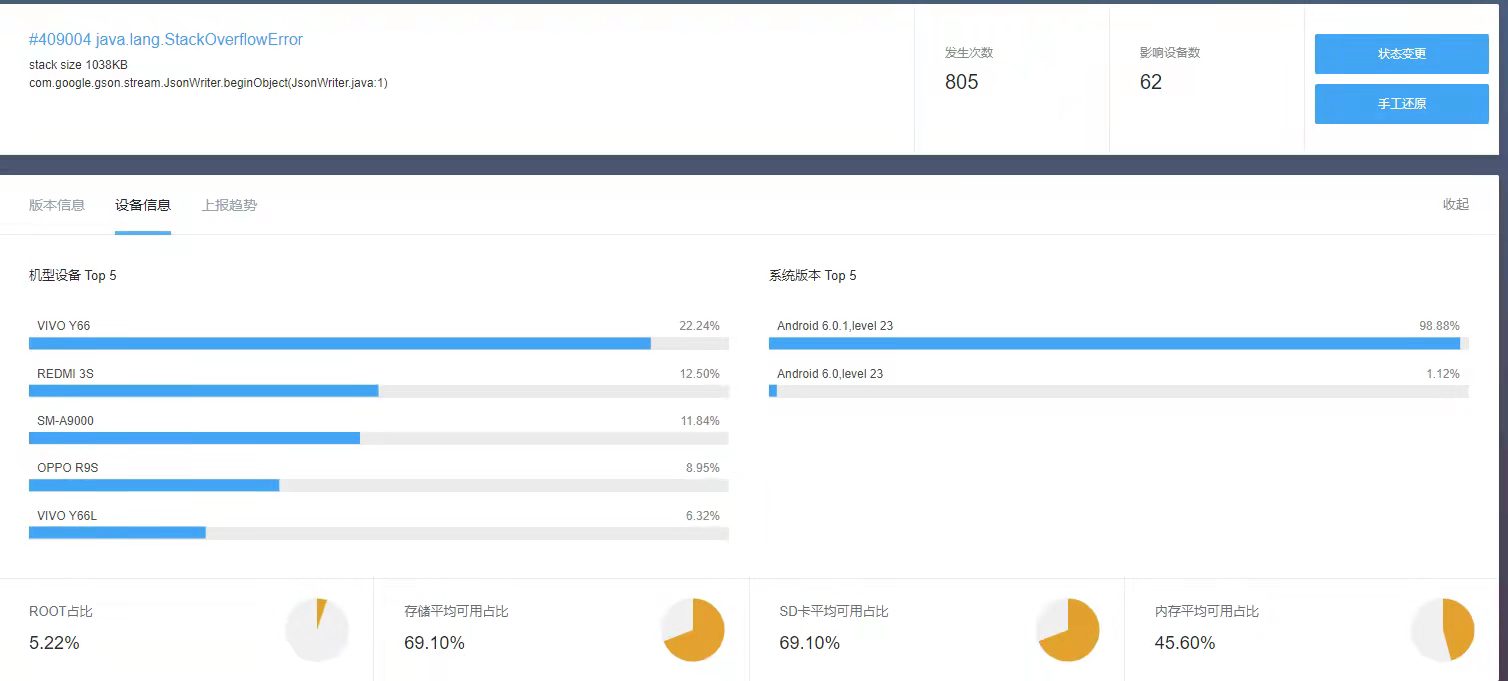 #409004 java.lang.StackOverflowError
stack size 1038KB
com.google.gson.stream.JsonWriter.beginObject(JsonWriter.java:1)
发生次数
805
影响设备数
62
状态变更
手工还原
版本信息 设备信息 上报趋势 收起
机型设备 Top 5
VIVO Y66 22.24%
REDMI 3S 12.50%
SM-A9000 11.84%
OPPO R9S 8.95%
VIVO Y66L 6.32%
系统版本 Top 5
Android 6.0.1,level 23 98.88%
Android 6.0,level 23 1.12%
ROOT占比
5.22%
存储平均可用占比
69.10%
SD卡平均可用占比
69.10%
内存平均可用占比
45.60%